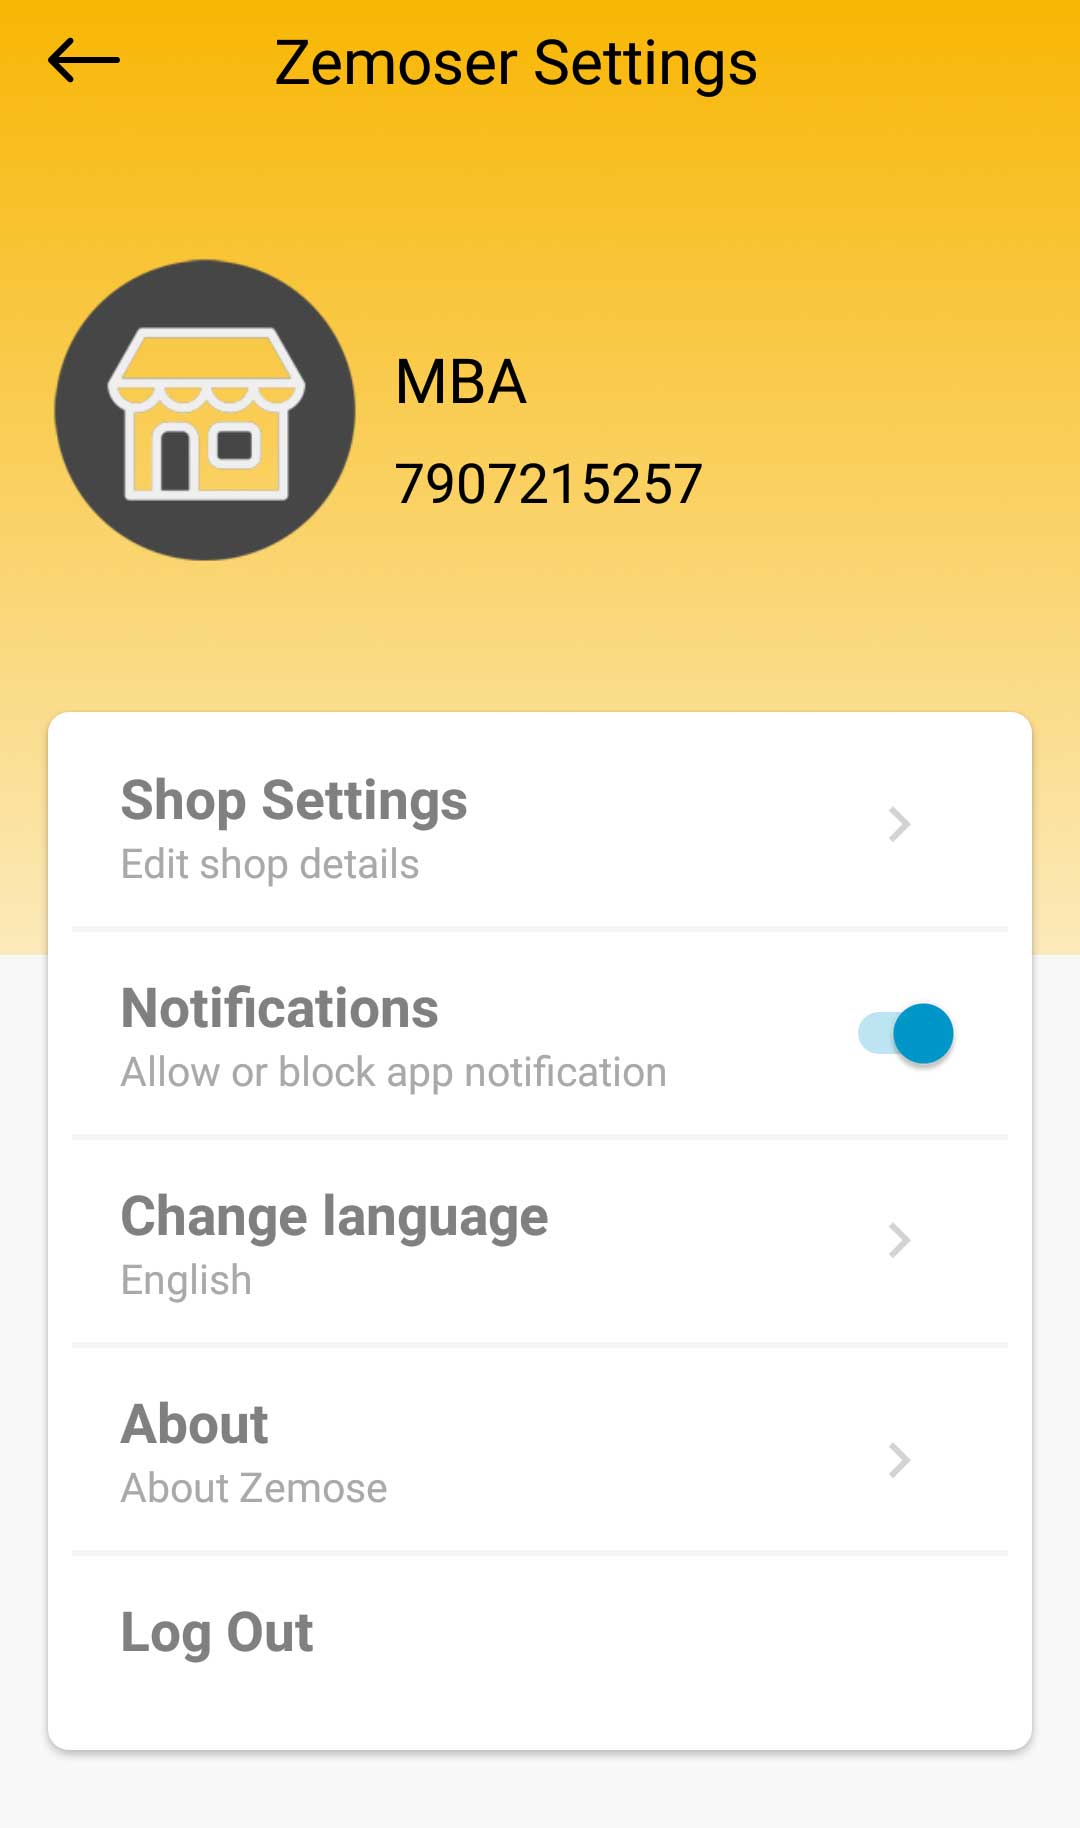 Zemoser Settings
MBA
7907215257
Shop Settings
Edit shop details
Notifications
Allow or block app notification
Change language
English
About
About Zemose
Log Out